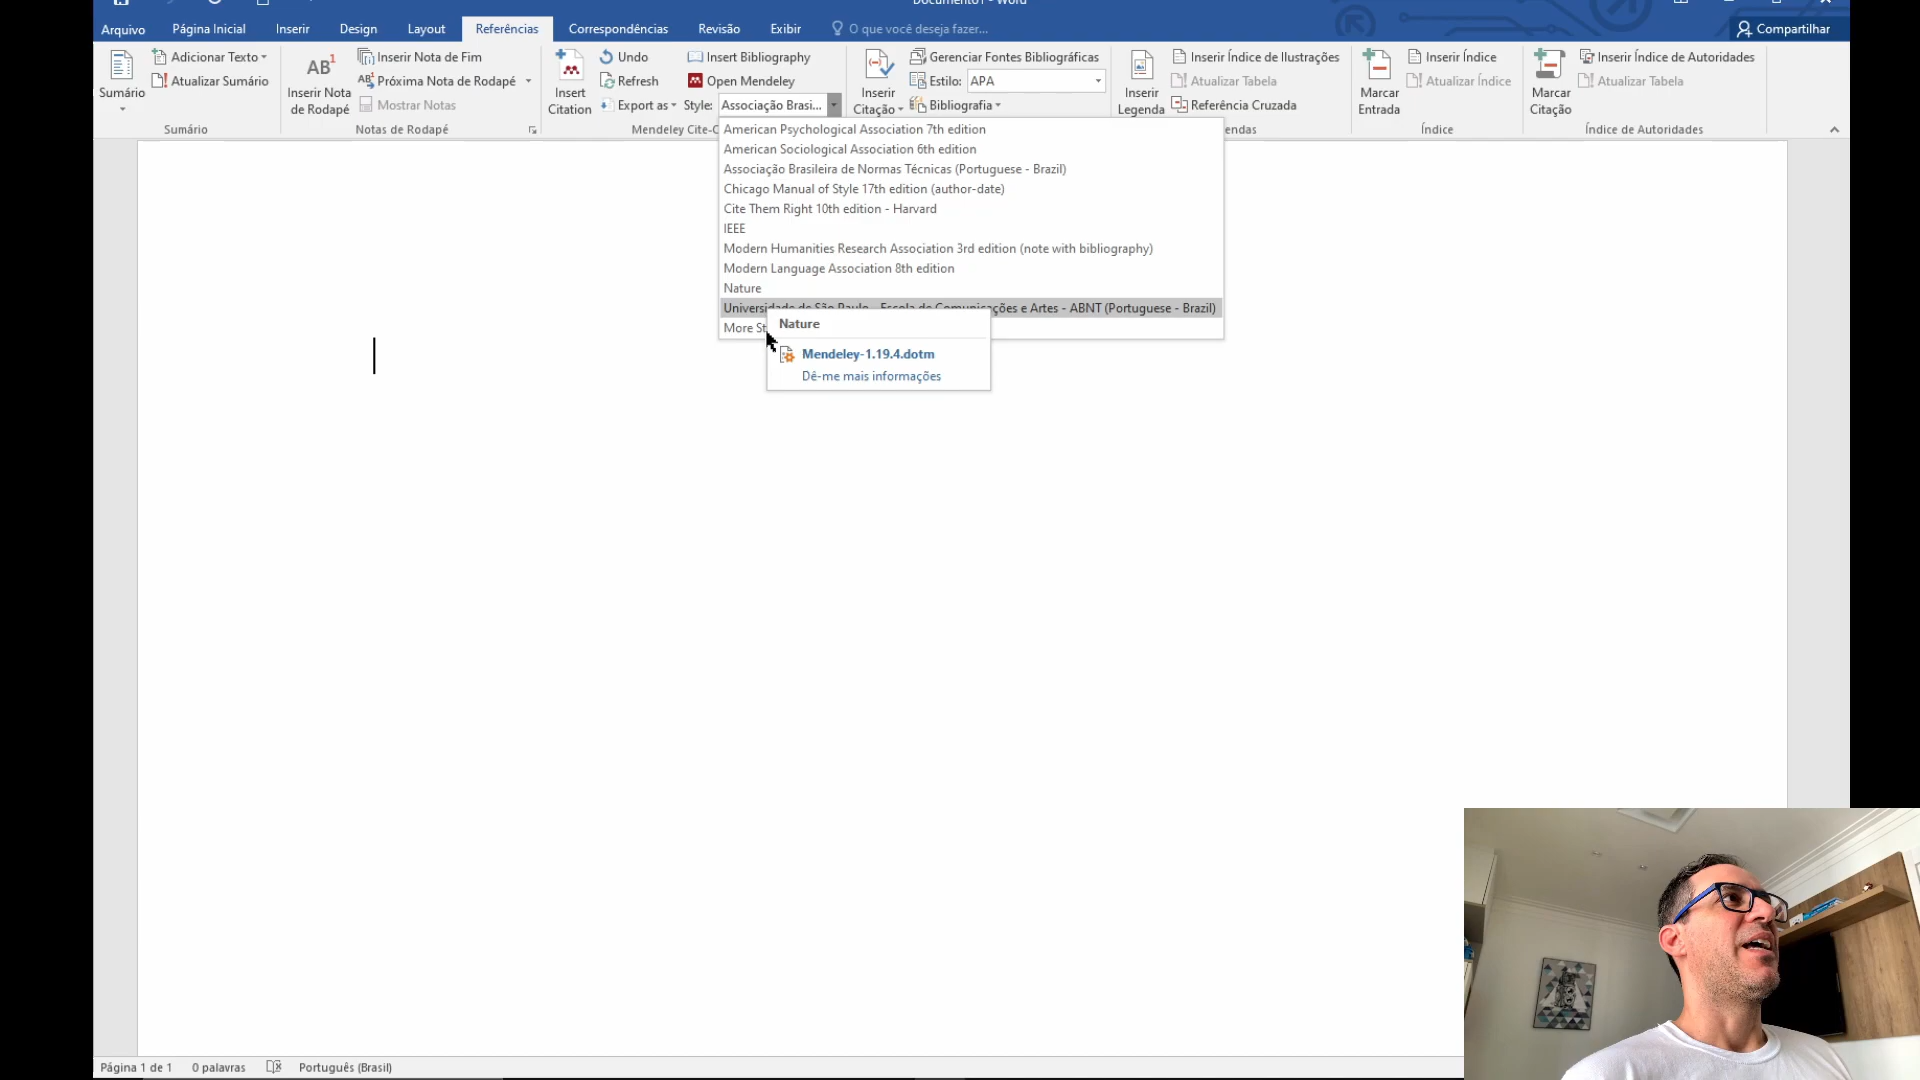 Documento1 - Word
Arquivo
Página Inicial
Inserir
Design
Layout
Referências
Correspondências
Revisão
Exibir
O que você deseja fazer...
Compartilhar
Sumário
Adicionar Texto
Atualizar Sumário
Sumário
AB1
Inserir Nota
de Rodapé
Inserir Nota de Fim
Próxima Nota de Rodapé
Mostrar Notas
Notas de Rodapé
Insert
Citation
Undo
Refresh
Export as
Insert Bibliography
Open Mendeley
Style: Associação Brasi...
Mendeley Cite-O
Inserir
Citação
Gerenciar Fontes Bibliográficas
Estilo: APA
Bibliografia
Inserir
Legenda
Inserir Índice de Ilustrações
Atualizar Tabela
Referência Cruzada
endas
Marcar
Entrada
Inserir Índice
Atualizar Índice
Índice
Marcar
Citação
Inserir Índice de Autoridades
Atualizar Tabela
Índice de Autoridades
American Psychological Association 7th edition
American Sociological Association 6th edition
Associação Brasileira de Normas Técnicas (Portuguese - Brazil)
Chicago Manual of Style 17th edition (author-date)
Cite Them Right 10th edition - Harvard
IEEE
Modern Humanities Research Association 3rd edition (note with bibliography)
Modern Language Association 8th edition
Nature
Universidade de São Paulo - Escola de Comunicações e Artes - ABNT (Portuguese - Brazil)
More St
Nature
Mendeley-1.19.4.dotm
Dê-me mais informações
Página 1 de 1
0 palavras
Português (Brasil)